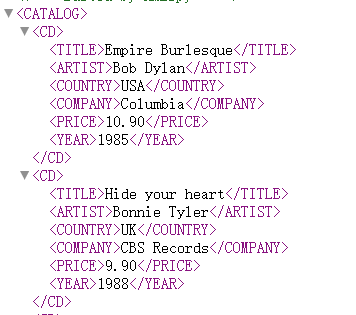 <CATALOG>
<CD>
<TITLE>Empire Burlesque</TITLE>
<ARTIST>Bob Dylan</ARTIST>
<COUNTRY>USA</COUNTRY>
<COMPANY>Columbia</COMPANY>
<PRICE>10.90</PRICE>
<YEAR>1985</YEAR>
</CD>
<CD>
<TITLE>Hide your heart</TITLE>
<ARTIST>Bonnie Tyler</ARTIST>
<COUNTRY>UK</COUNTRY>
<COMPANY>CBS Records</COMPANY>
<PRICE>9.90</PRICE>
<YEAR>1988</YEAR>
</CD>